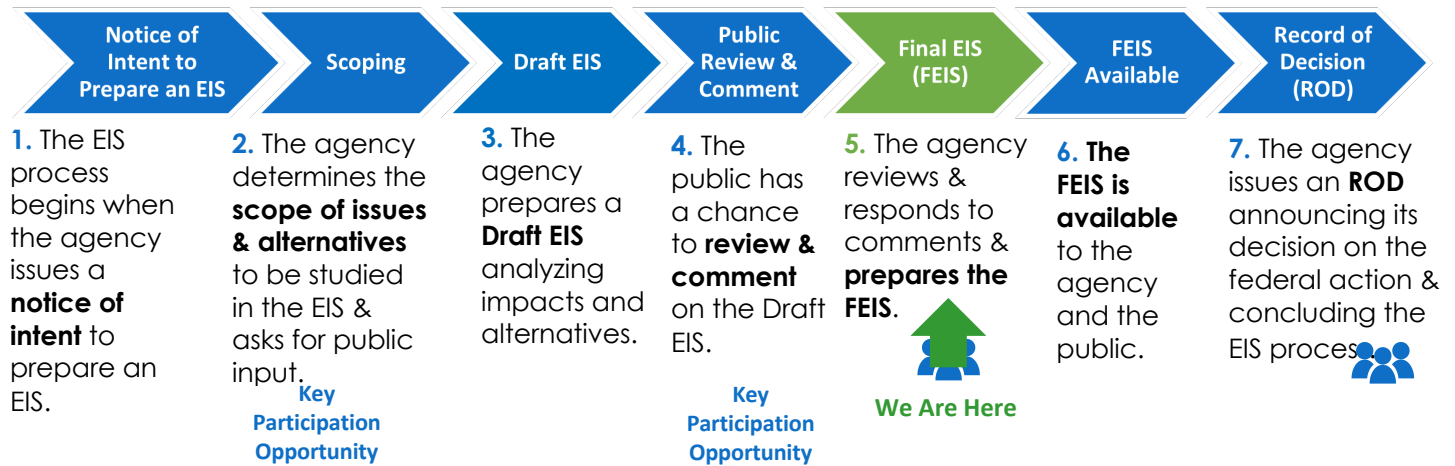 Notice of
Intent to
Prepare an EIS
Scoping
Draft EIS
Public
Review &
Comment
Final EIS
(FEIS)
FEIS
Available
Record of
Decision
(ROD)
1. The EIS
process
begins when
the agency
issues a
notice of
intent to
prepare an
EIS.
2. The agency
determines the
scope of issues
& alternatives
to be studied
in the EIS &
asks for public
input.
Key
Participation
Opportunity
3. The
agency
prepares a
Draft EIS
analyzing
impacts and
alternatives.
4. The
public has
a chance
to review &
comment
on the Draft
EIS.
Key
Participation
Opportunity
5. The agency
reviews &
responds to
comments &
prepares the
FEIS.
We Are Here
6. The
FEIS is
available
to the
agency
and the
public.
7. The agency
issues an ROD
announcing its
decision on the
federal action &
concluding the
EIS process.